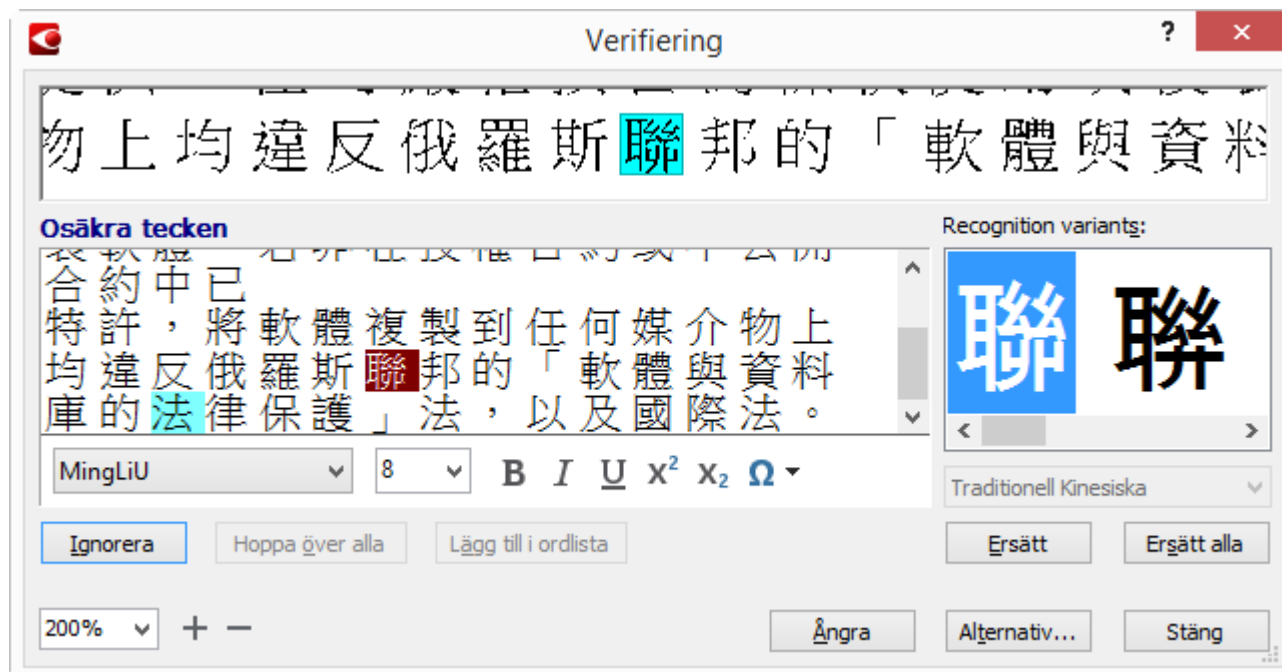 Verifiering
?
物上均違反俄羅斯聯邦的「軟體與資料
Osäkra tecken
Recognition variants:
合約中已
特許，將軟體複製到任何媒介物上
均違反俄羅斯聯邦的「軟體與資料
庫的法律保護」法，以及國際法。
聯 聨
MingLiU
8
B I U X² X₂ Ω
Traditionell Kinesiska
Ignorera
Hoppa över alla
Lägg till i ordlista
Ersätt
Ersätt alla
200%
+ −
Ångra
Alternativ...
Stäng